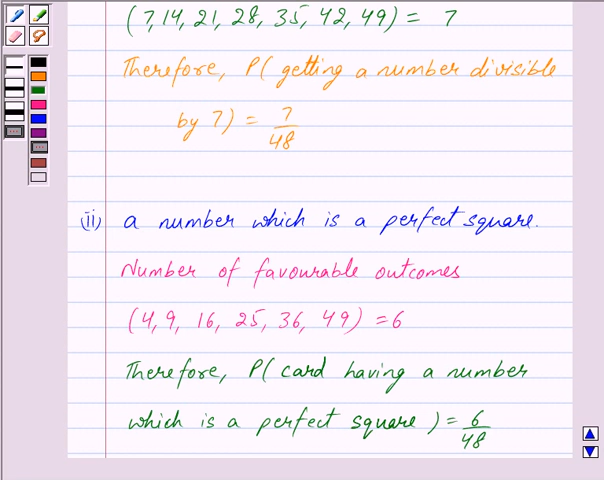 (7, 14, 21, 28, 35, 42, 49) = 7
Therefore, P( getting a number divisible
by 7) = 7/48
(ii) a number which is a perfect square.
Number of favourable outcomes
(4, 9, 16, 25, 36, 49) = 6
Therefore, P( card having a number
which is a perfect square ) = 6/48